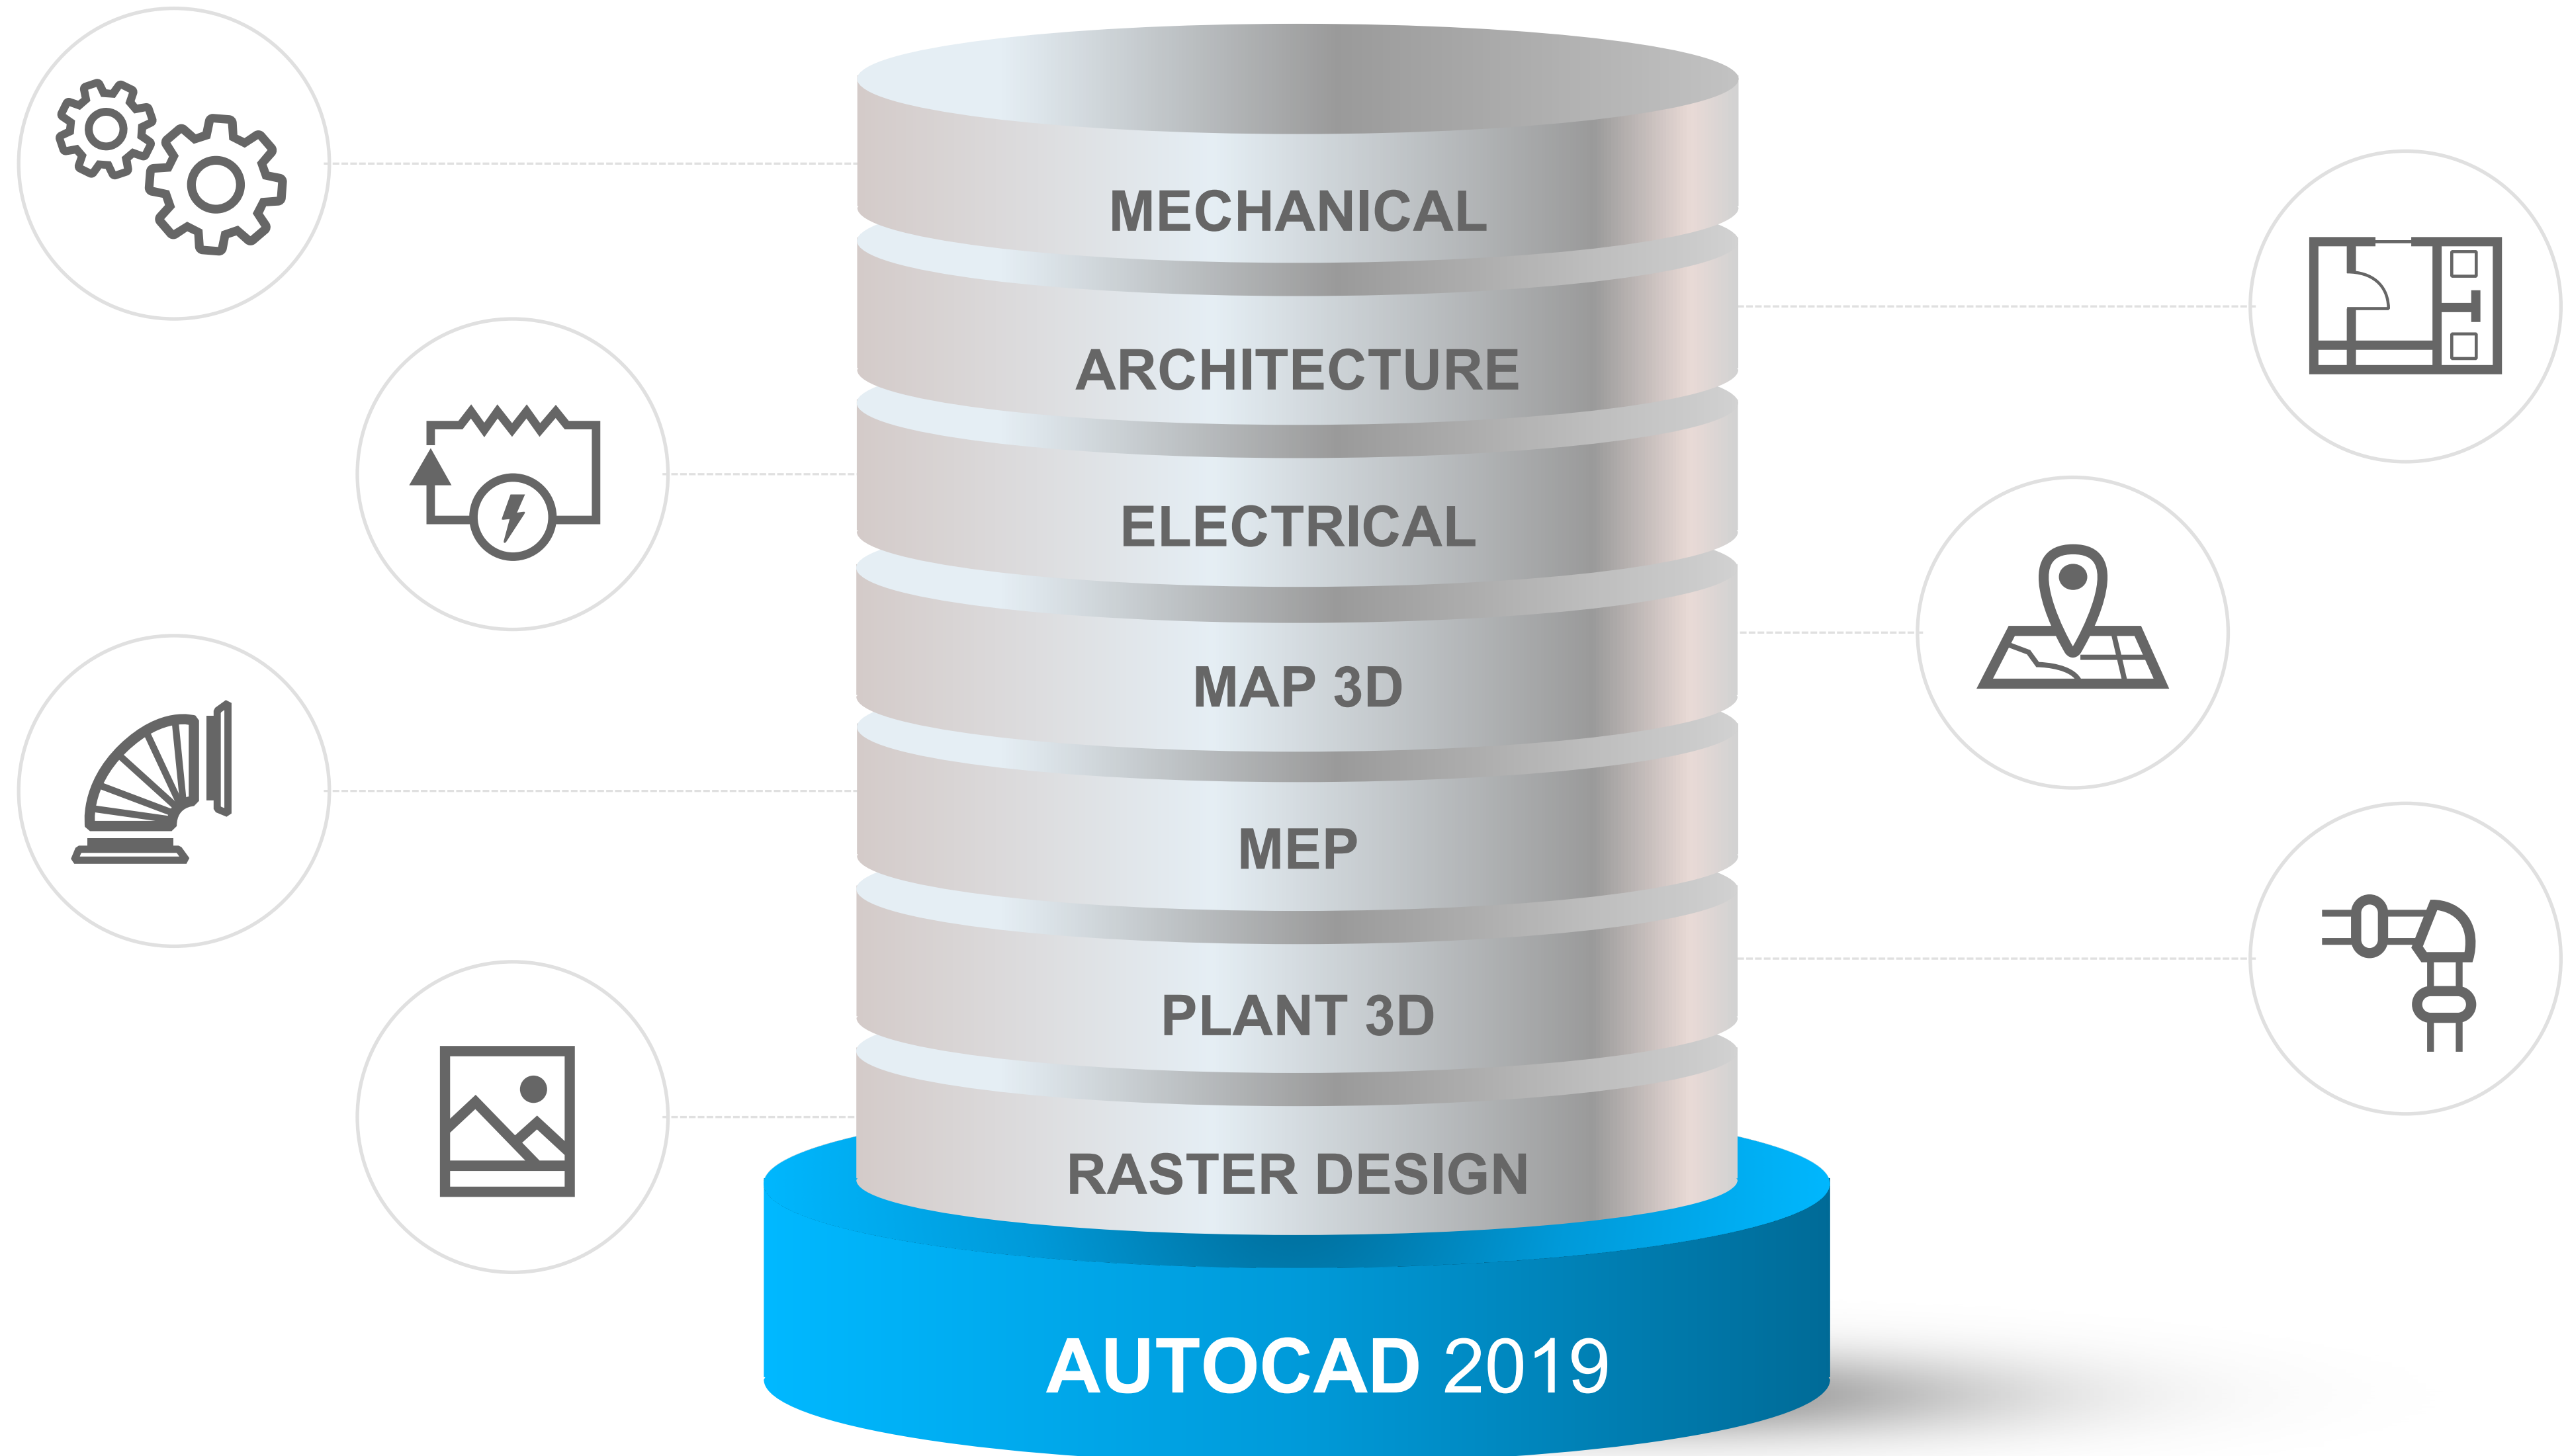 MECHANICAL
ARCHITECTURE
ELECTRICAL
MAP 3D
MEP
PLANT 3D
RASTER DESIGN
AUTOCAD 2019